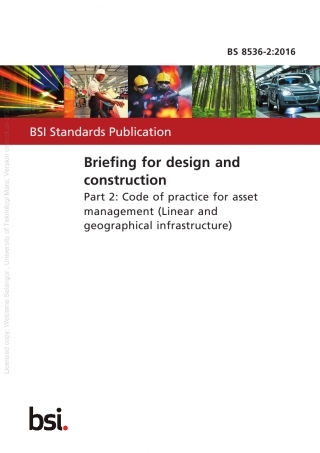 BS 8536-2:2016
BSI Standards Publication
Briefing for design and
construction
Part 2: Code of practice for asset
management (Linear and
geographical infrastructure)
bsi.